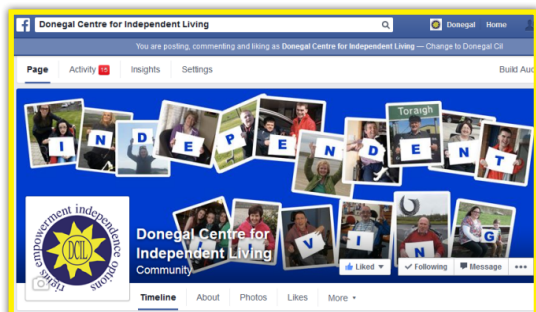 Donegal Centre for Independent Living
Donegal Home
You are posting, commenting and liking as Donegal Centre for Independent Living — Change to Donegal Cil
Page Activity 15 Insights Settings Build Aud
Toraigh
INDEPENDENT
LIVING
empowerment independence options rights
DCIL
Donegal Centre for
Independent Living
Community
Liked Following Message
Timeline About Photos Likes More